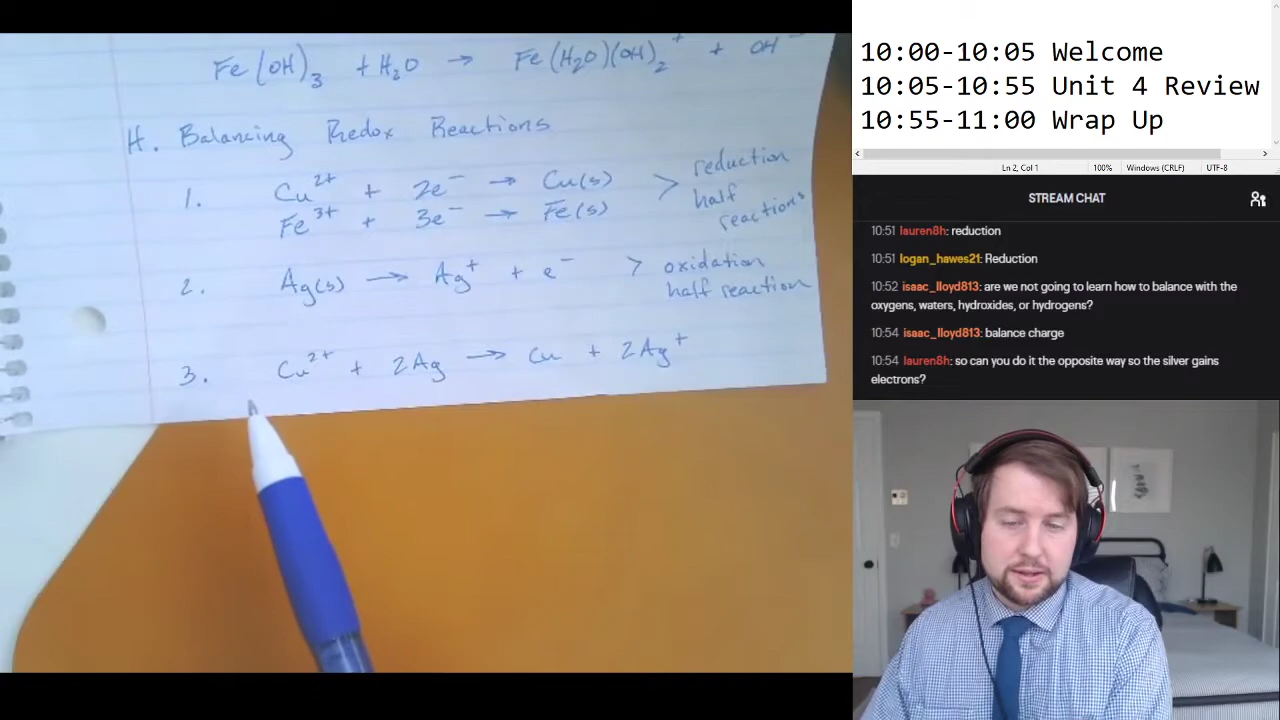 Fe(OH)₃ + H₂O → Fe(H₂O)(OH)₂⁺ + OH⁻
H. Balancing Redox Reactions
1. Cu²⁺ + 2e⁻ → Cu(s) > reduction
Fe³⁺ + 3e⁻ → Fe(s) half reactions
2. Ag(s) → Ag⁺ + e⁻ > oxidation
half reaction
3. Cu²⁺ + 2Ag → Cu + 2Ag⁺
10:00-10:05 Welcome
10:05-10:55 Unit 4 Review
10:55-11:00 Wrap Up
Ln 2, Col 1 100% Windows (CRLF) UTF-8
STREAM CHAT
10:51 lauren8h: reduction
10:51 logan_hawes21: Reduction
10:52 isaac_lloyd813: are we not going to learn how to balance with the
oxygens, waters, hydroxides, or hydrogens?
10:54 isaac_lloyd813: balance charge
10:54 lauren8h: so can you do it the opposite way so the silver gains
electrons?